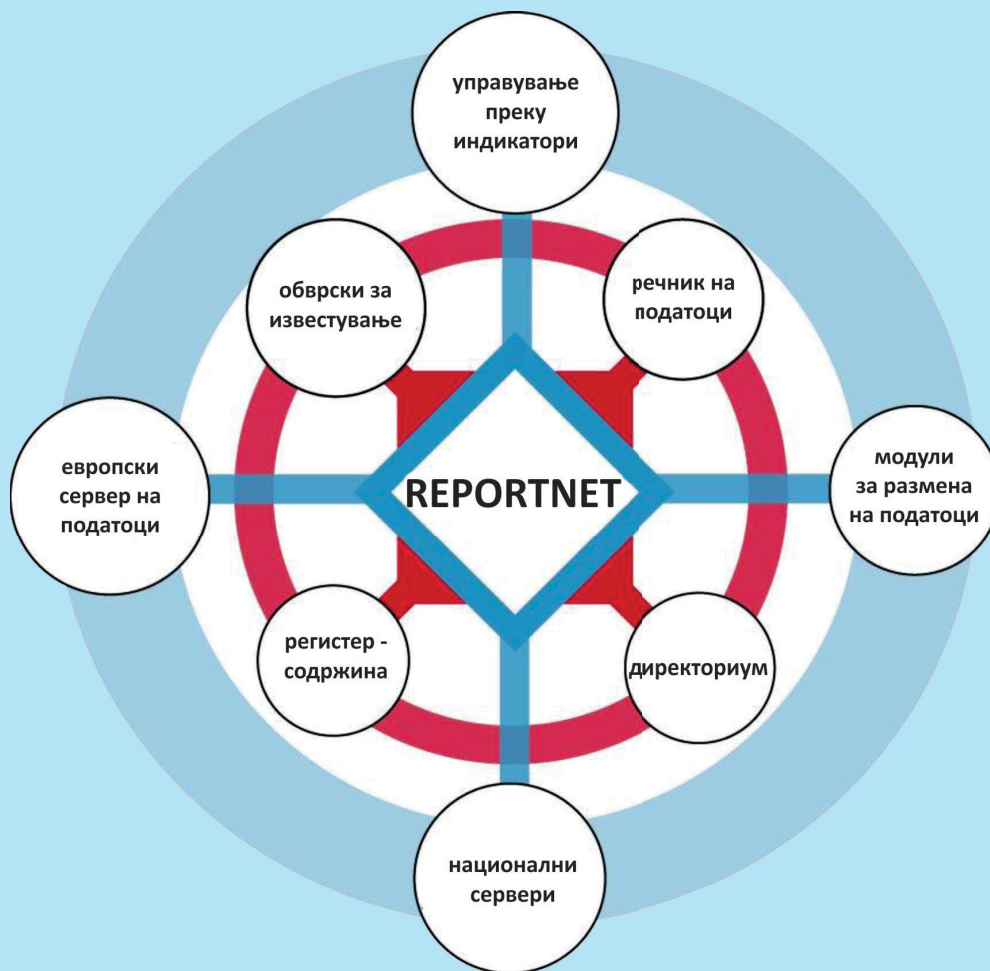 управување
преку
индикатори
обврски за
известување
речник на
податоци
европски
сервер на
податоци
REPORTNET
модули
за размена
на податоци
регистер -
содржина
директориум
национални
сервери